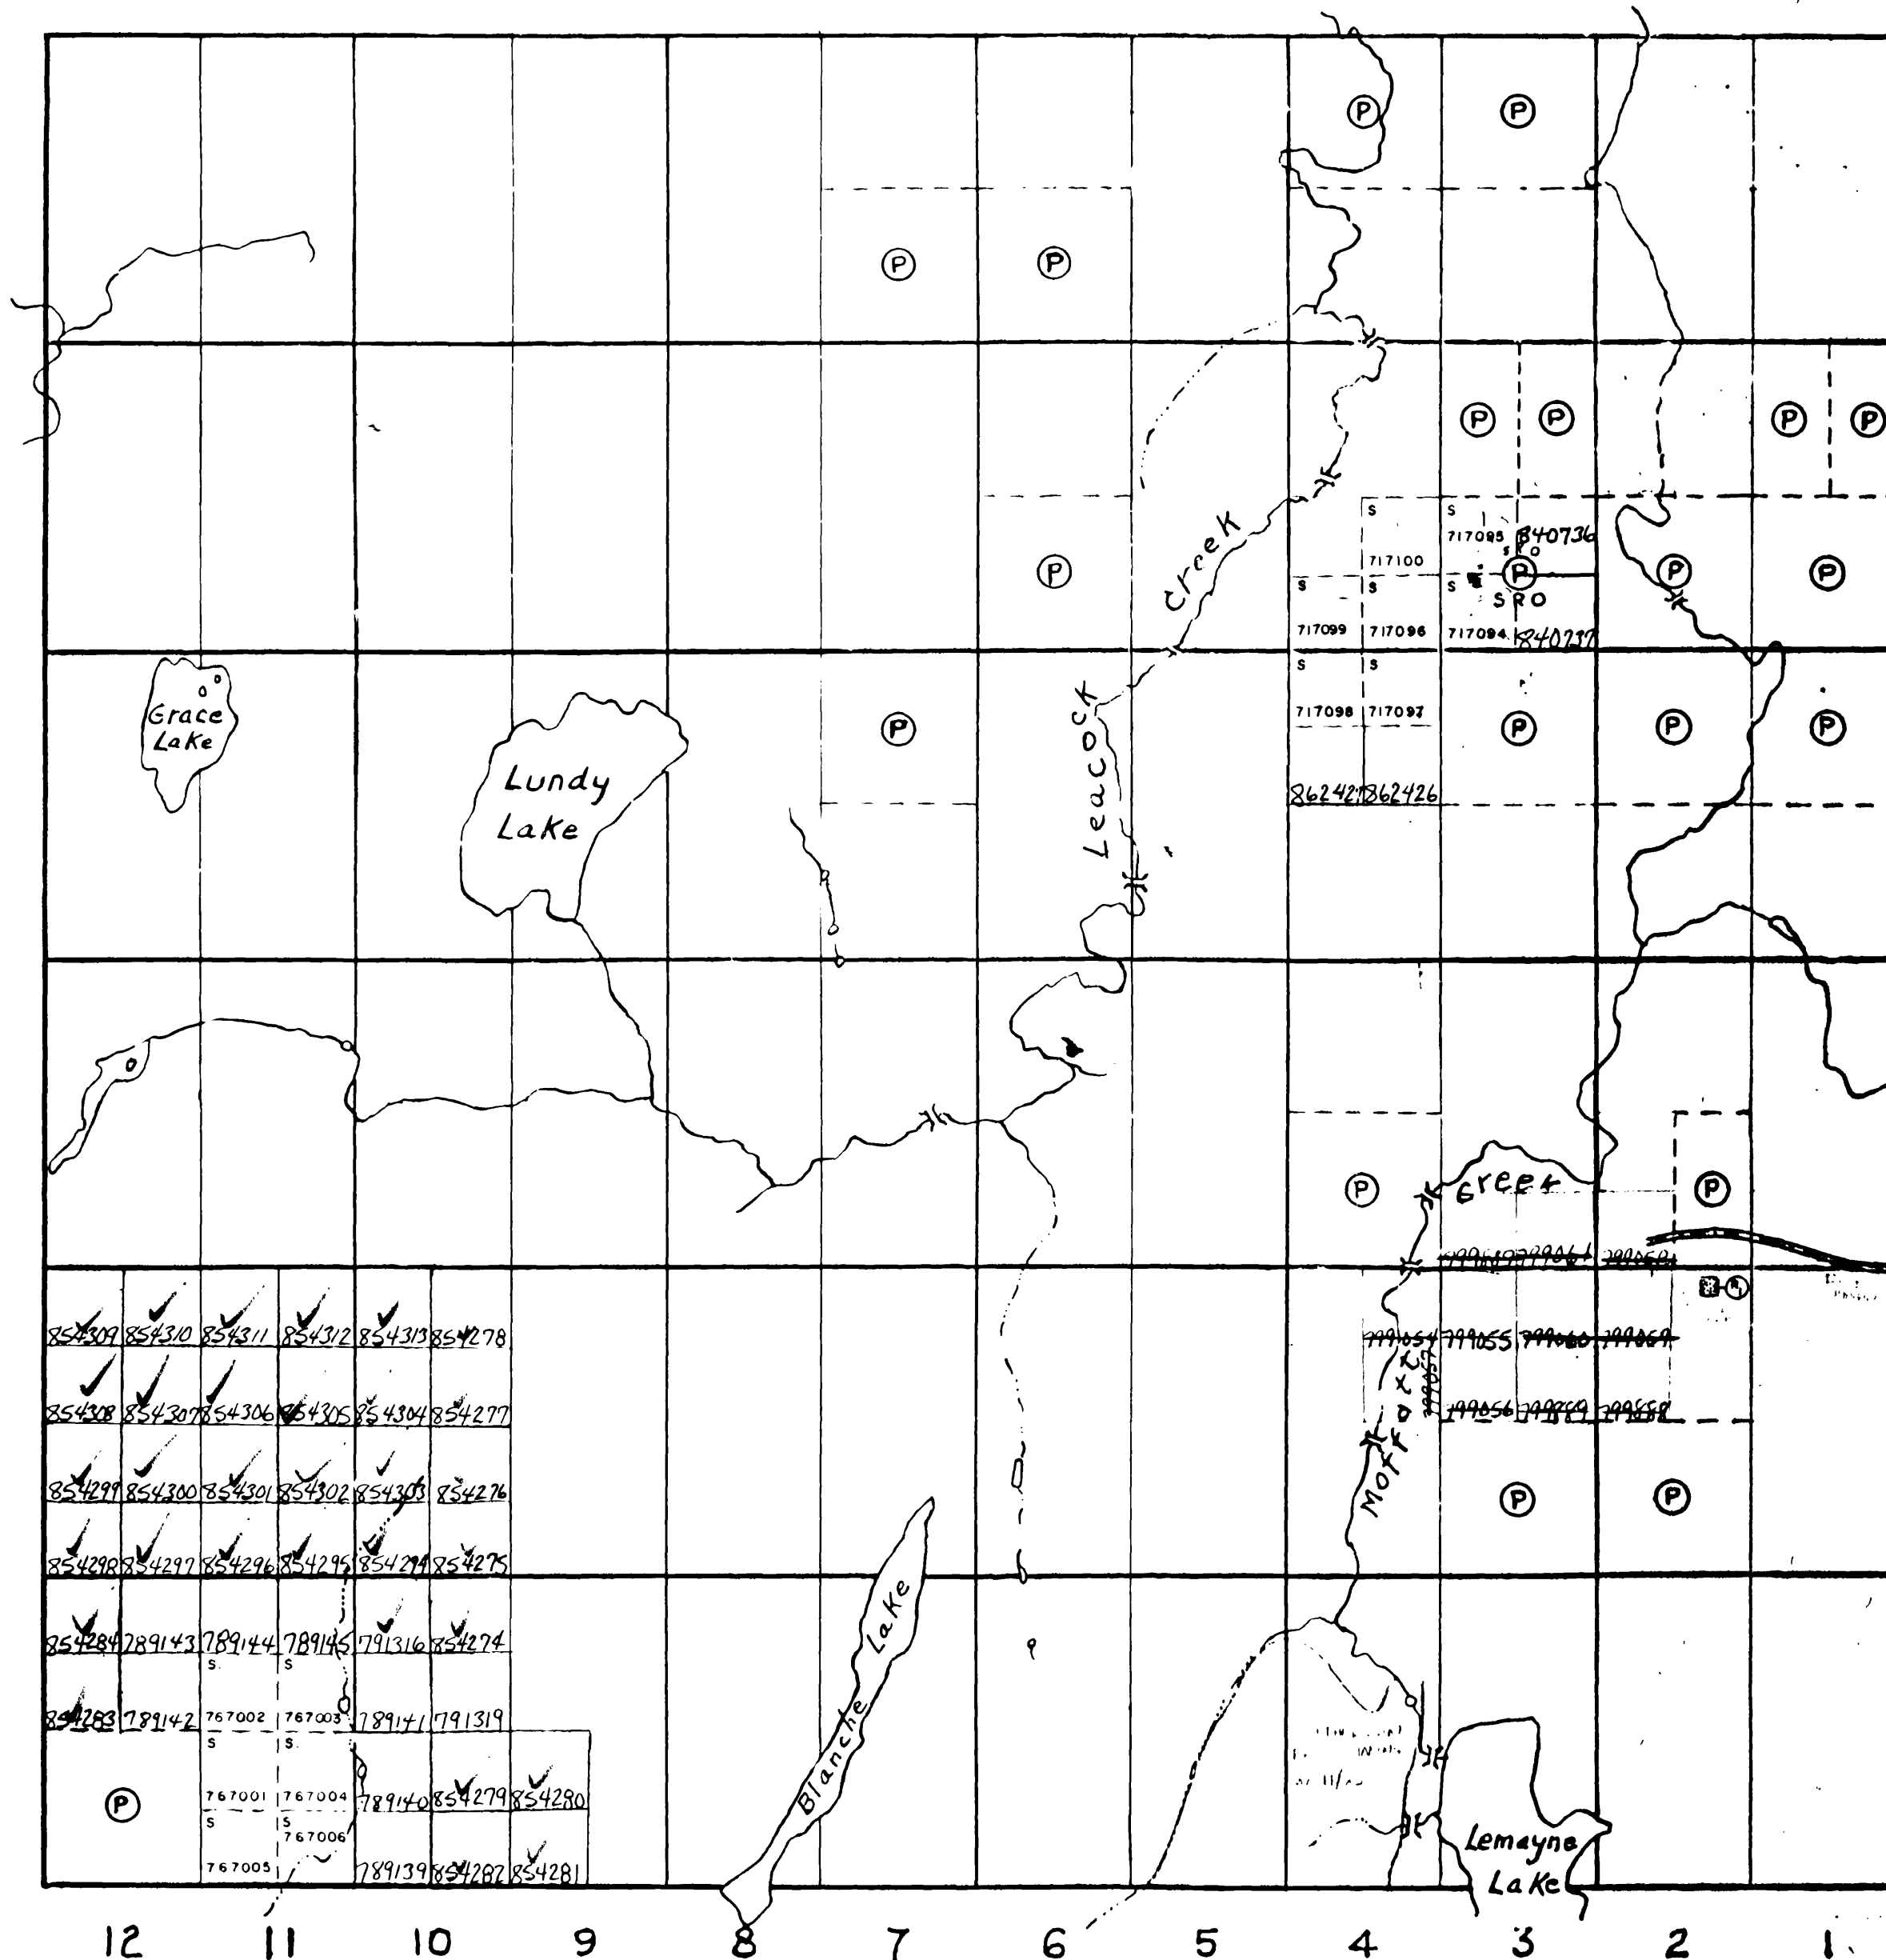 P P
P P
P P P P
S S
717095 840736
S R O
717100
P P P P
S S S
S R O
717099 717096 717094 840737
Creek
S S
Grace
Lake
Lundy
Lake
P
Leacock
717098 717097
P P P
862426
P
Creek
P
854309 854310 854311 854312 854313 854278
799054 799055 799060
854308 854307 854306 854305 854304 854277
799057
799056
854299 854300 854301 854302 854303 854276
Moffatt
P P
854298 854297 854296 854295 854294 854275
854284 789143 789144 789145 791316 854274
S S
854283 789142 767002 767003 789141 791319
S S
P
767001 767004 789140 854279 854280
S S
767006
767005 789139 854282 854281
Blanche Lake
Lemayne
Lake
12 11 10 9 8 7 6 5 4 3 2 1